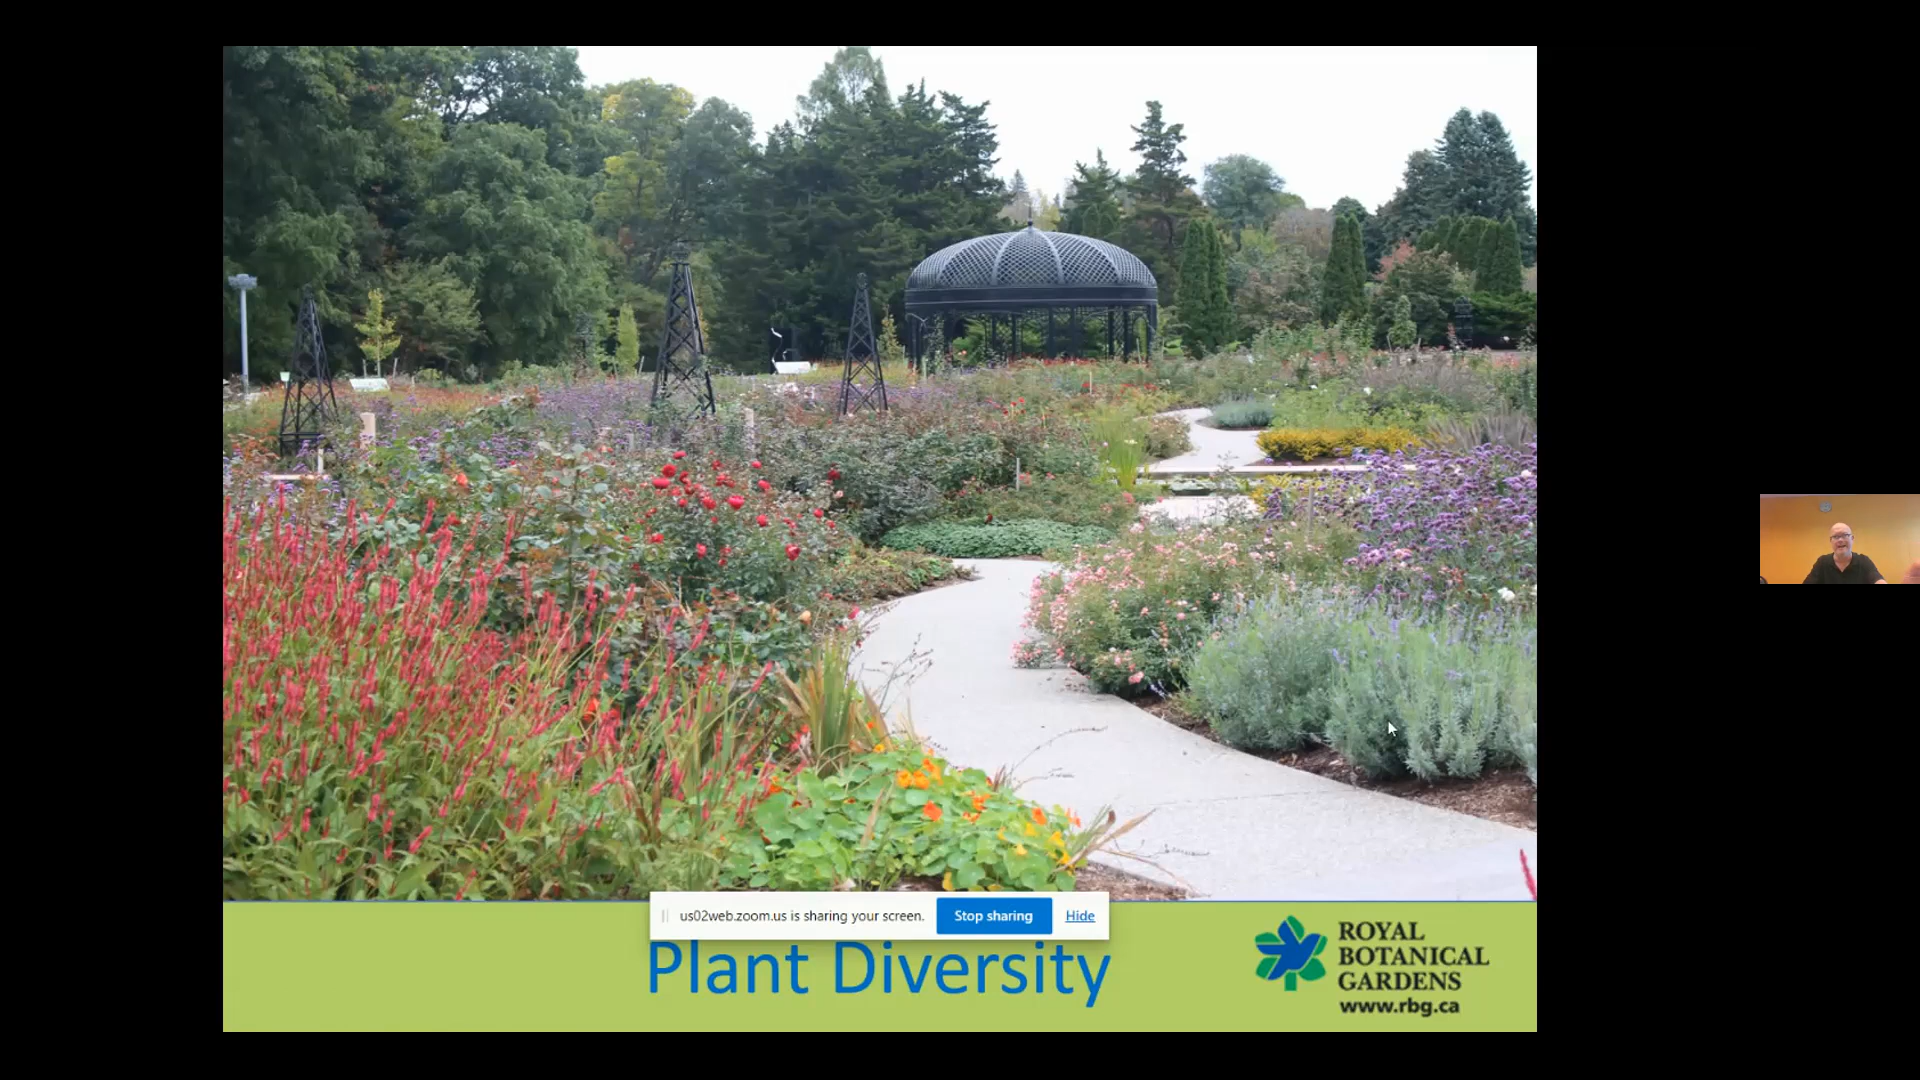 us02web.zoom.us is sharing your screen. Stop sharing Hide
Plant Diversity
ROYAL
BOTANICAL
GARDENS
www.rbg.ca